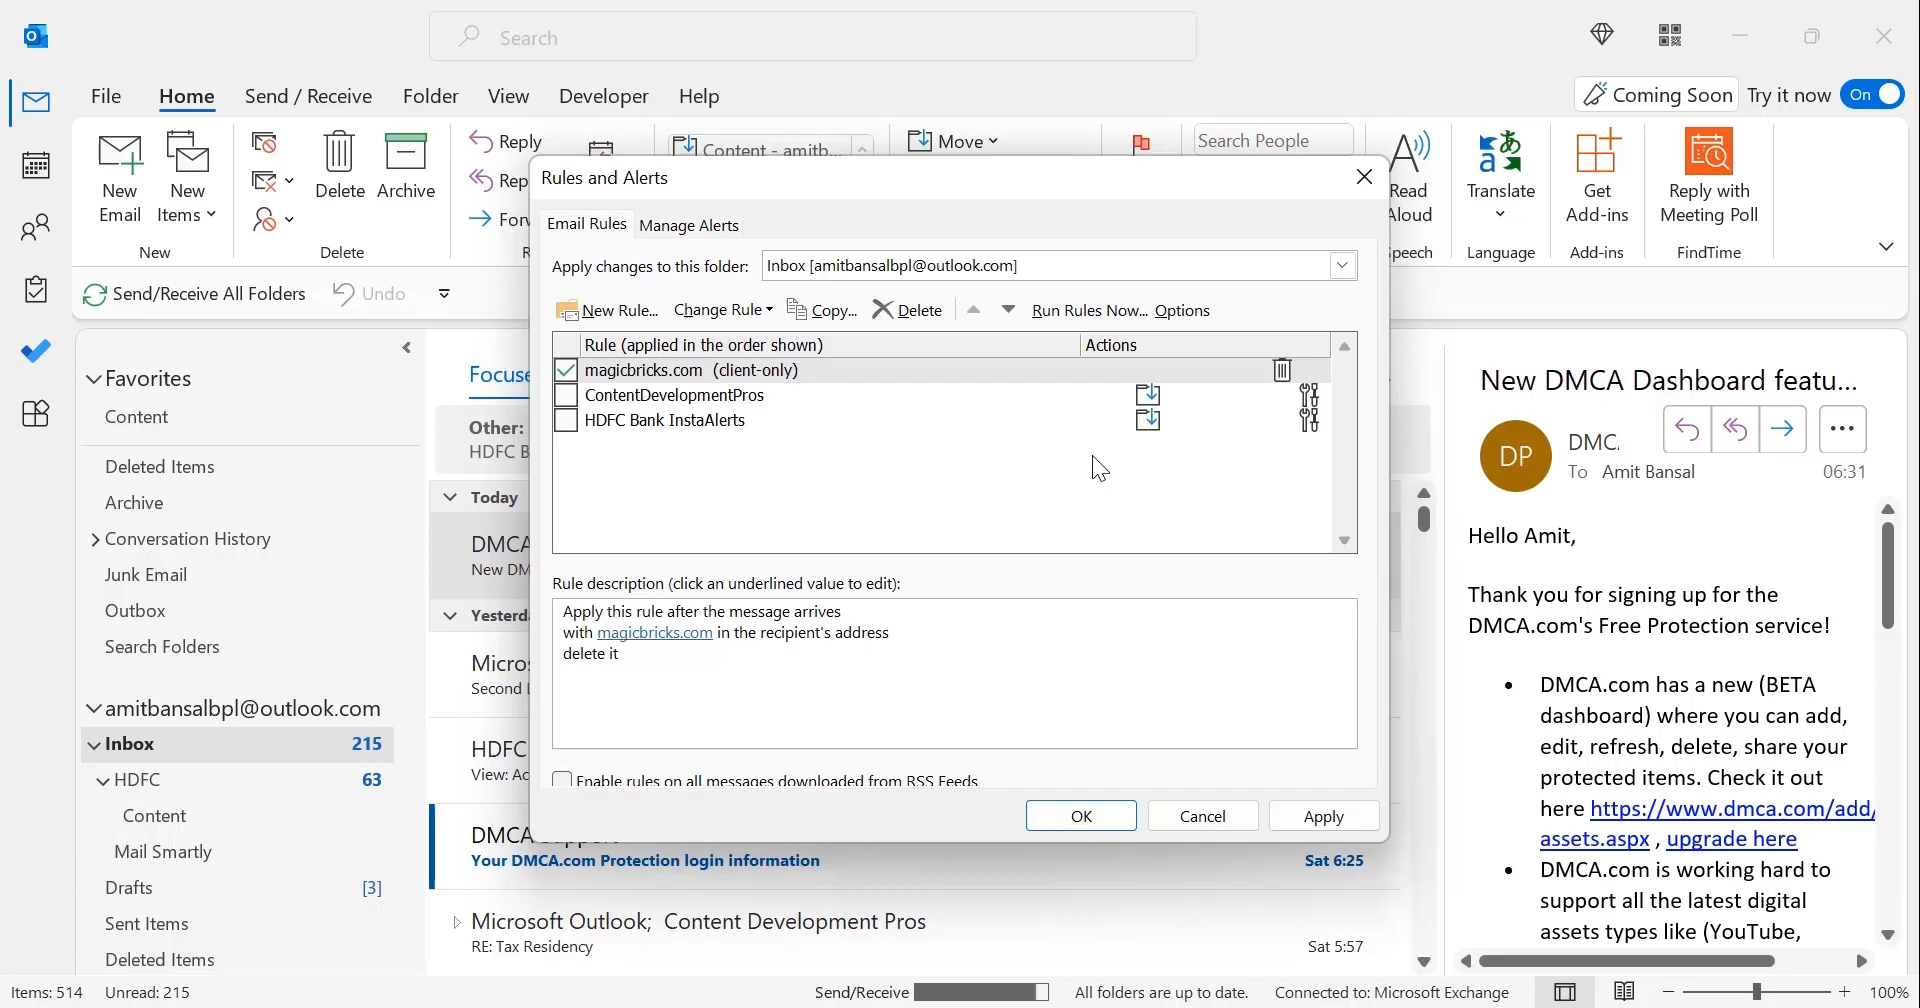 Search
File Home Send / Receive Folder View Developer Help
Coming Soon Try it now On
New Email
New Items
New
Delete
Archive
Delete
Reply
Content - amitb...
Move
Search People
Read Aloud
Translate
Language
Get Add-ins
Add-ins
Reply with Meeting Poll
FindTime
Send/Receive All Folders Undo
Favorites
Content
Deleted Items
Archive
Conversation History
Junk Email
Outbox
Search Folders
amitbansalbpl@outlook.com
Inbox 215
HDFC 63
Content
Mail Smartly
Drafts [3]
Sent Items
Deleted Items
Other:
HDFC B
Today
DMCA
New DM
HDFC
View: Ac
DMCA Support
Your DMCA.com Protection login information Sat 6:25
Microsoft Outlook; Content Development Pros
RE: Tax Residency Sat 5:57
Rules and Alerts
Email Rules Manage Alerts
Apply changes to this folder: Inbox [amitbansalbpl@outlook.com]
New Rule... Change Rule Copy... Delete Run Rules Now... Options
Rule (applied in the order shown) Actions
magicbricks.com (client-only)
ContentDevelopmentPros
HDFC Bank InstaAlerts
Rule description (click an underlined value to edit):
Apply this rule after the message arrives
with magicbricks.com in the recipient's address
delete it
Enable rules on all messages downloaded from RSS Feeds
OK Cancel Apply
New DMCA Dashboard featu...
DP
DMC
To Amit Bansal 06:31
Hello Amit,
Thank you for signing up for the
DMCA.com's Free Protection service!
• DMCA.com has a new (BETA
dashboard) where you can add,
edit, refresh, delete, share your
protected items. Check it out
here https://www.dmca.com/add/
assets.aspx , upgrade here
• DMCA.com is working hard to
support all the latest digital
assets types like (YouTube,
Items: 514 Unread: 215 Send/Receive All folders are up to date. Connected to: Microsoft Exchange 100%